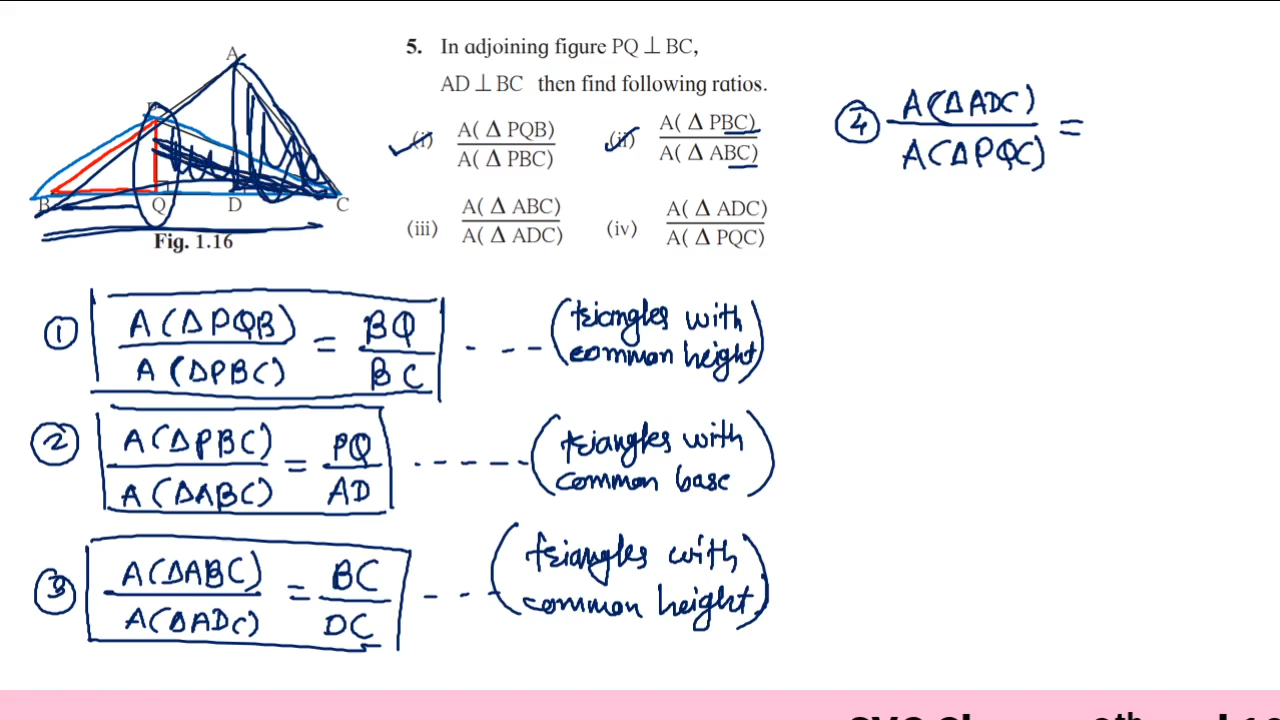 A
P
B Q D C
Fig. 1.16
5. In adjoining figure PQ ⊥ BC,
AD ⊥ BC then find following ratios.
(i) A( Δ PQB) / A( Δ PBC) (ii) A( Δ PBC) / A( Δ ABC)
(iii) A( Δ ABC) / A( Δ ADC) (iv) A( Δ ADC) / A( Δ PQC)
① A(ΔPQB) / A(ΔPBC) = BQ / BC - - - (triangles with
common height)
② A(ΔPBC) / A(ΔABC) = PQ / AD - - - - - - (triangles with
common base)
③ A(ΔABC) / A(ΔADC) = BC / DC - - - (triangles with
common height)
④ A(ΔADC) / A(ΔPQC) =